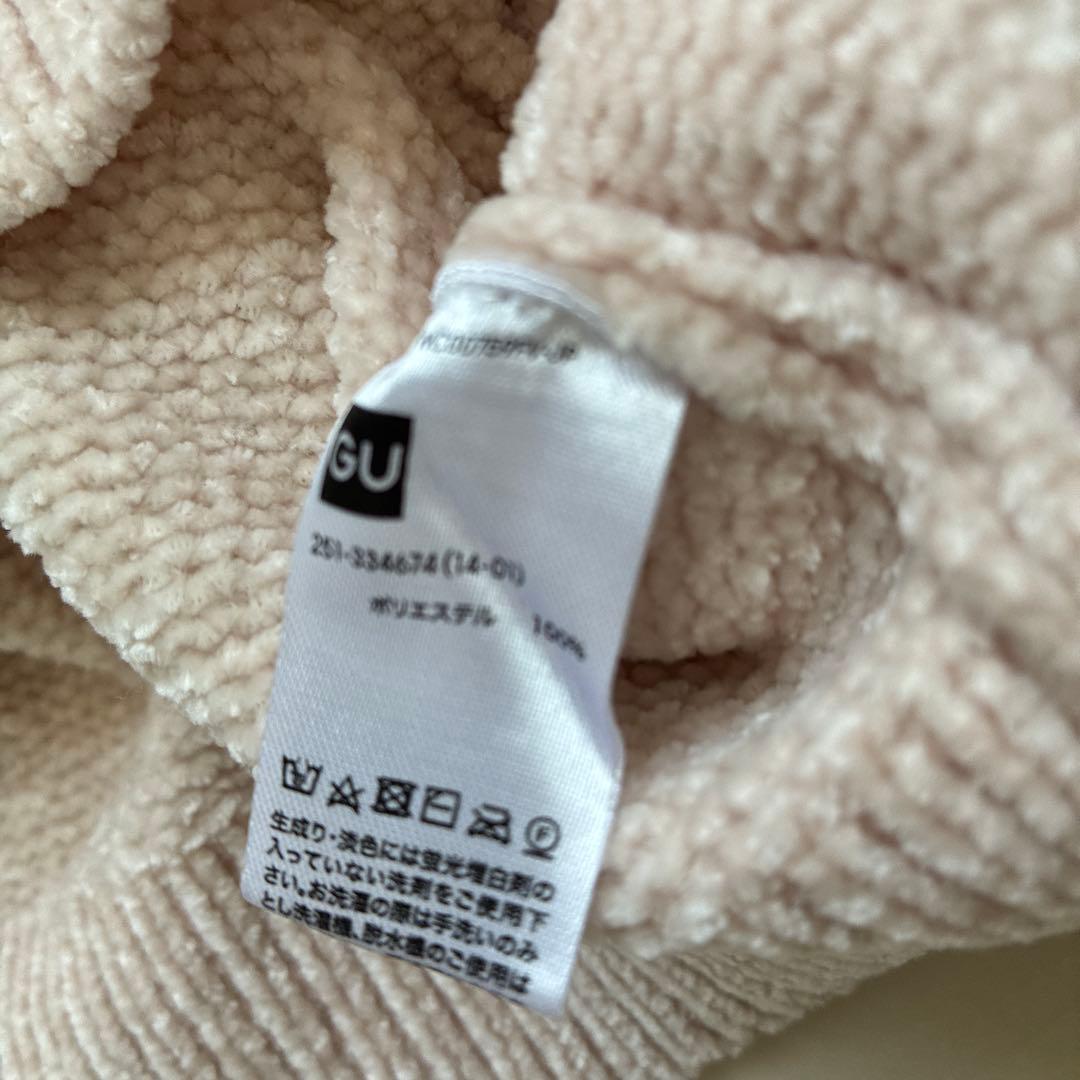 GU
251-334674(14-01)
ポリエステル 100%
F
生成り・淡色には蛍光増白剤の
入っていない洗剤をご使用下
さい。お洗濯の際は手洗いのみ
とし洗濯機、脱水機のご使用は